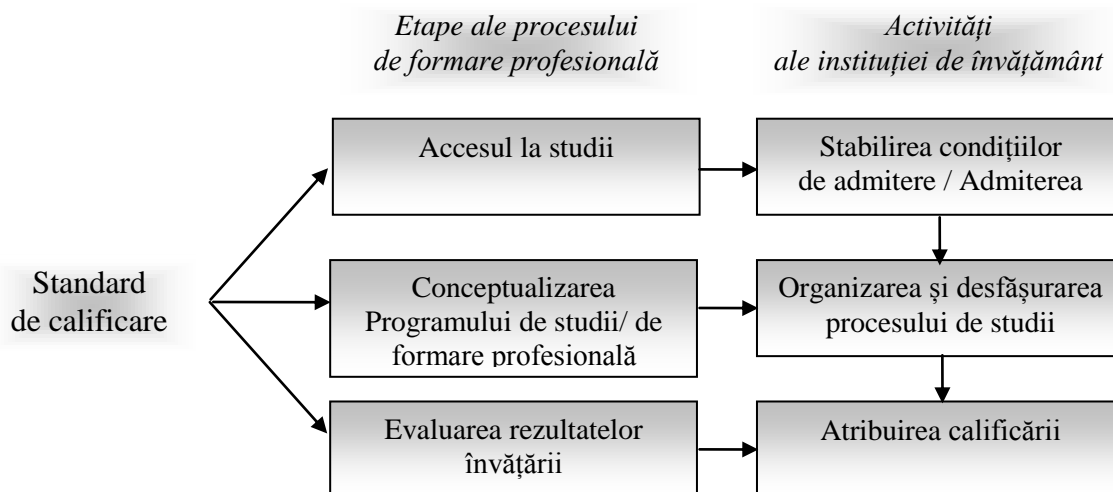 Etape ale procesului
de formare profesională
Activități
ale instituției de învățământ
Accesul la studii
Stabilirea condițiilor
de admitere / Admiterea
Standard
de calificare
Conceptualizarea
Programului de studii/ de
formare profesională
Organizarea și desfășurarea
procesului de studii
Evaluarea rezultatelor
învățării
Atribuirea calificării